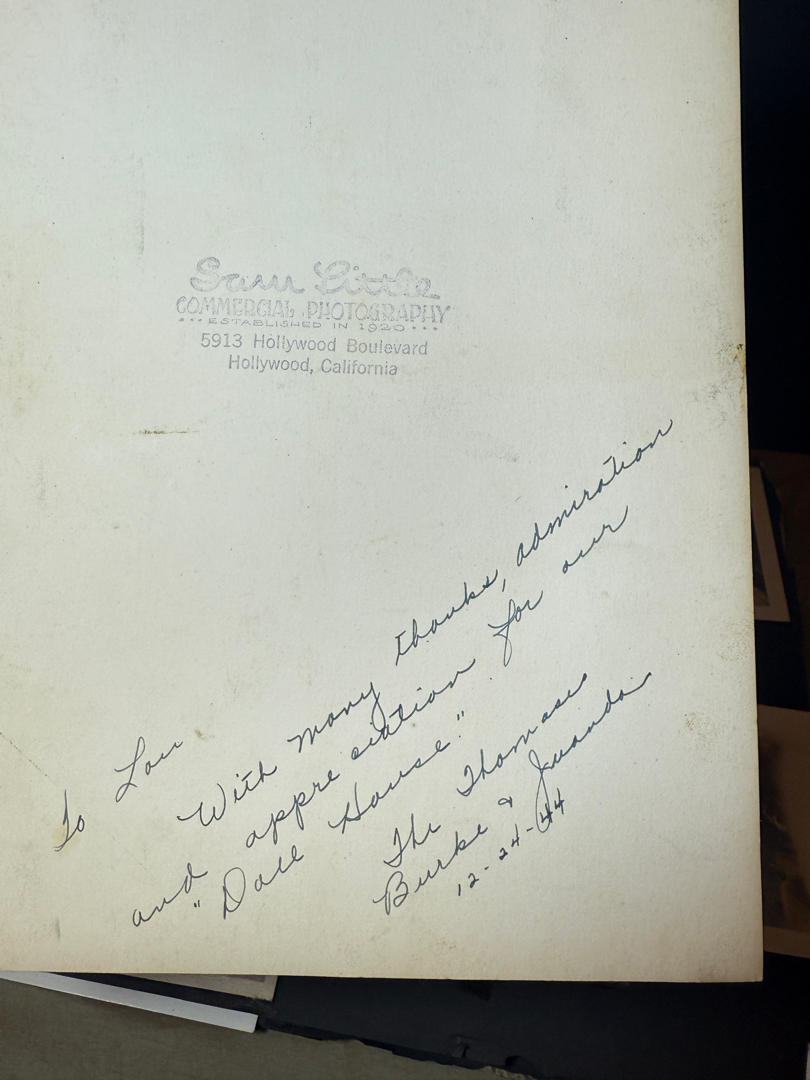 Sam Little
COMMERCIAL PHOTOGRAPHY
••• ESTABLISHED IN 1920 •••
5913 Hollywood Boulevard
Hollywood, California
To Lou
With many thanks, admiration
and appreciation for our
"Doll House."
The Thomases
Burke & Juanda
12-24-44